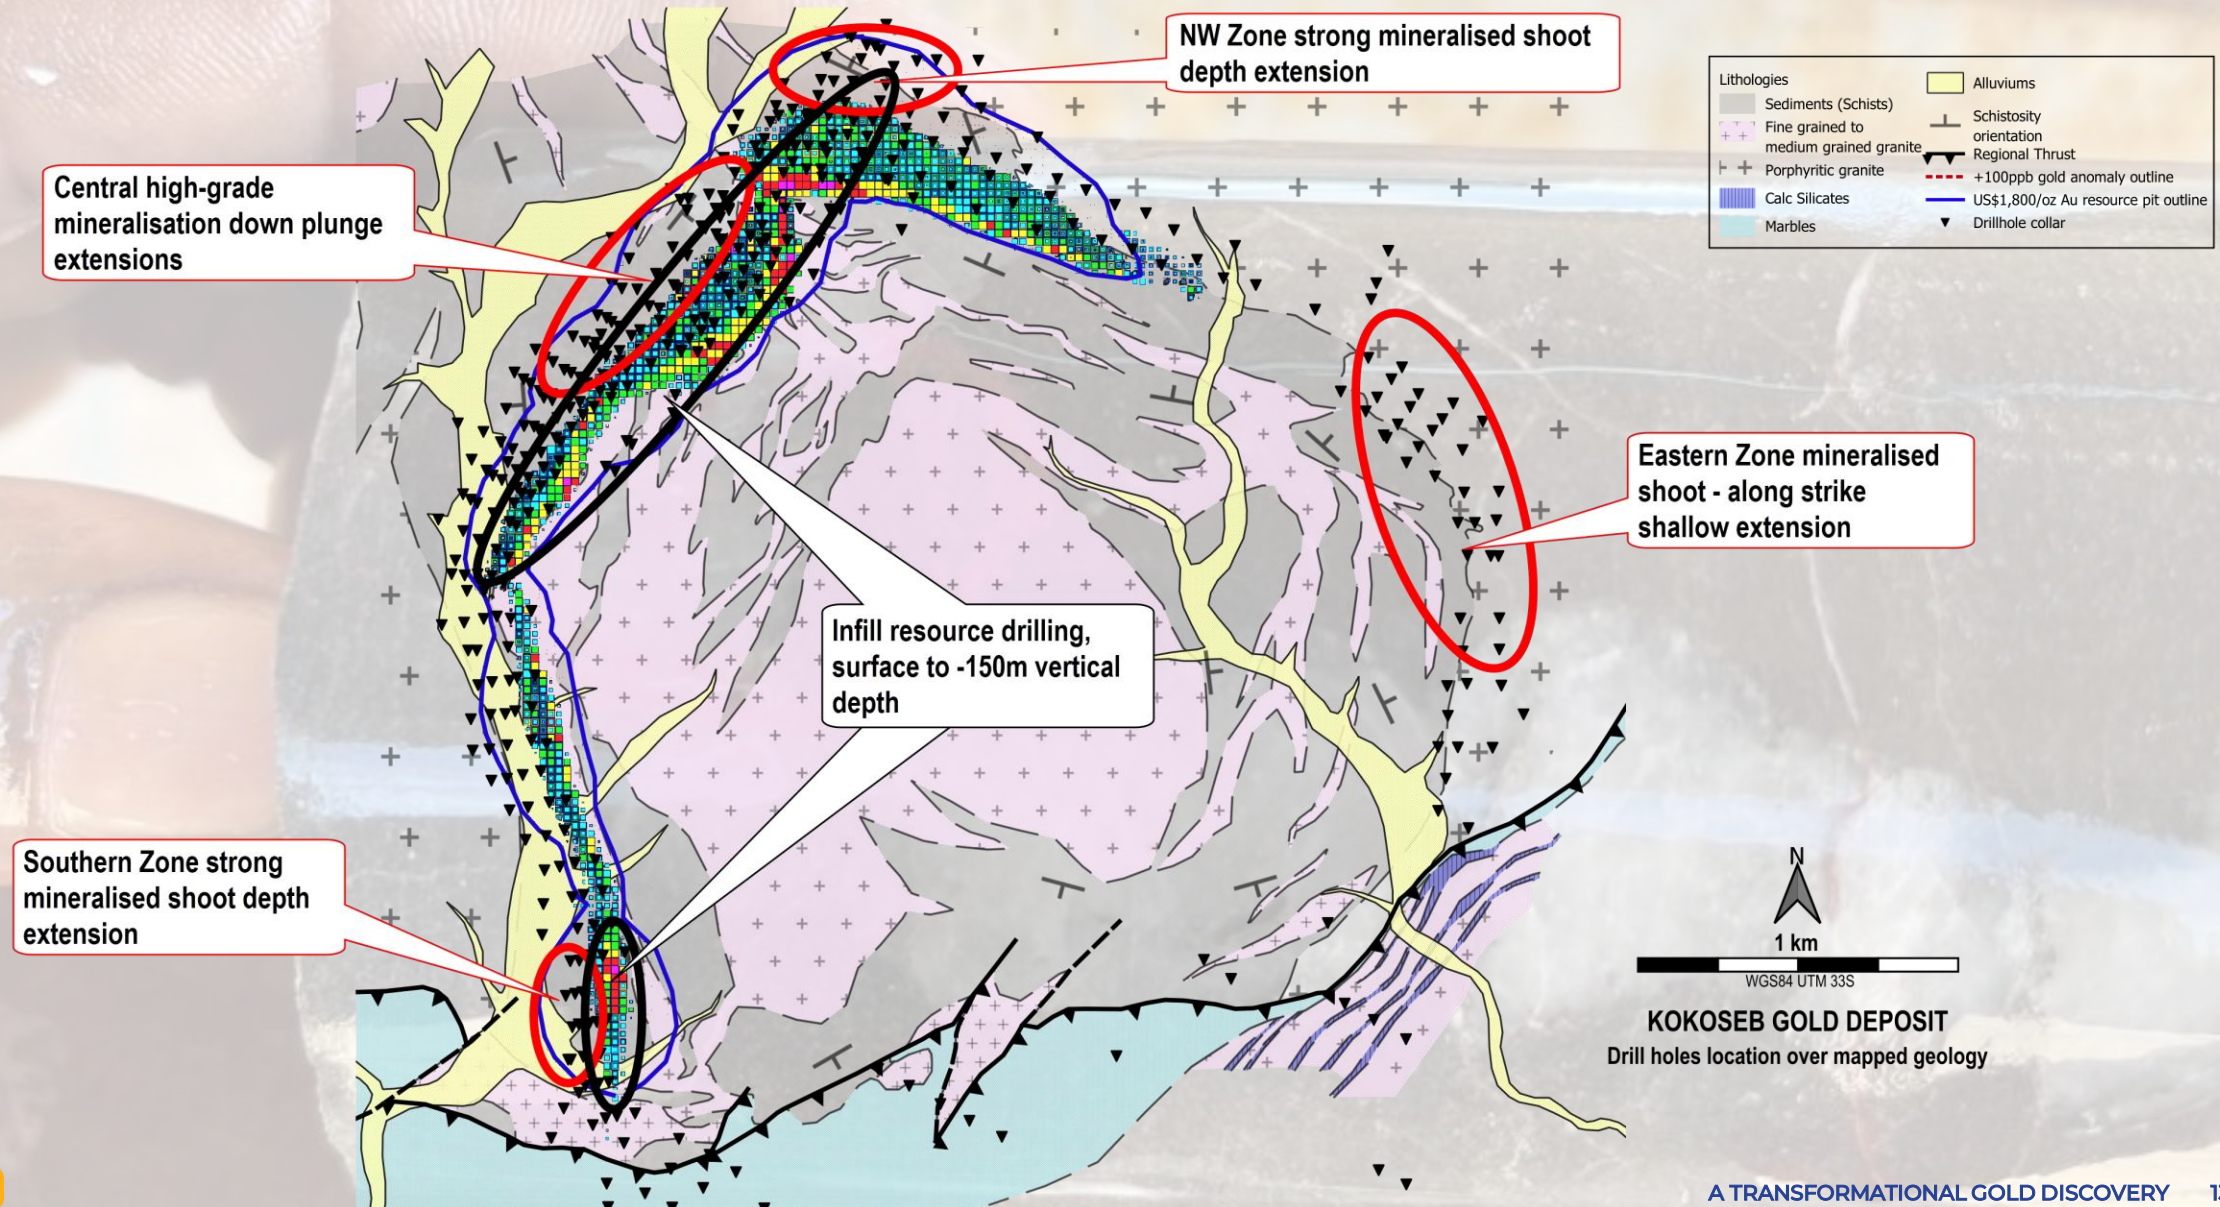 NW Zone strong mineralised shoot
depth extension
Central high-grade
mineralisation down plunge
extensions
Lithologies
Sediments (Schists)
Fine grained to
medium grained granite
Porphyritic granite
Calc Silicates
Marbles
Alluviums
Schistosity
orientation
Regional Thrust
+100ppb gold anomaly outline
US$1,800/oz Au resource pit outline
Drillhole collar
Eastern Zone mineralised
shoot - along strike
shallow extension
Infill resource drilling,
surface to -150m vertical
depth
Southern Zone strong
mineralised shoot depth
extension
N
1 km
WGS84 UTM 33S
KOKOSEB GOLD DEPOSIT
Drill holes location over mapped geology
A TRANSFORMATIONAL GOLD DISCOVERY